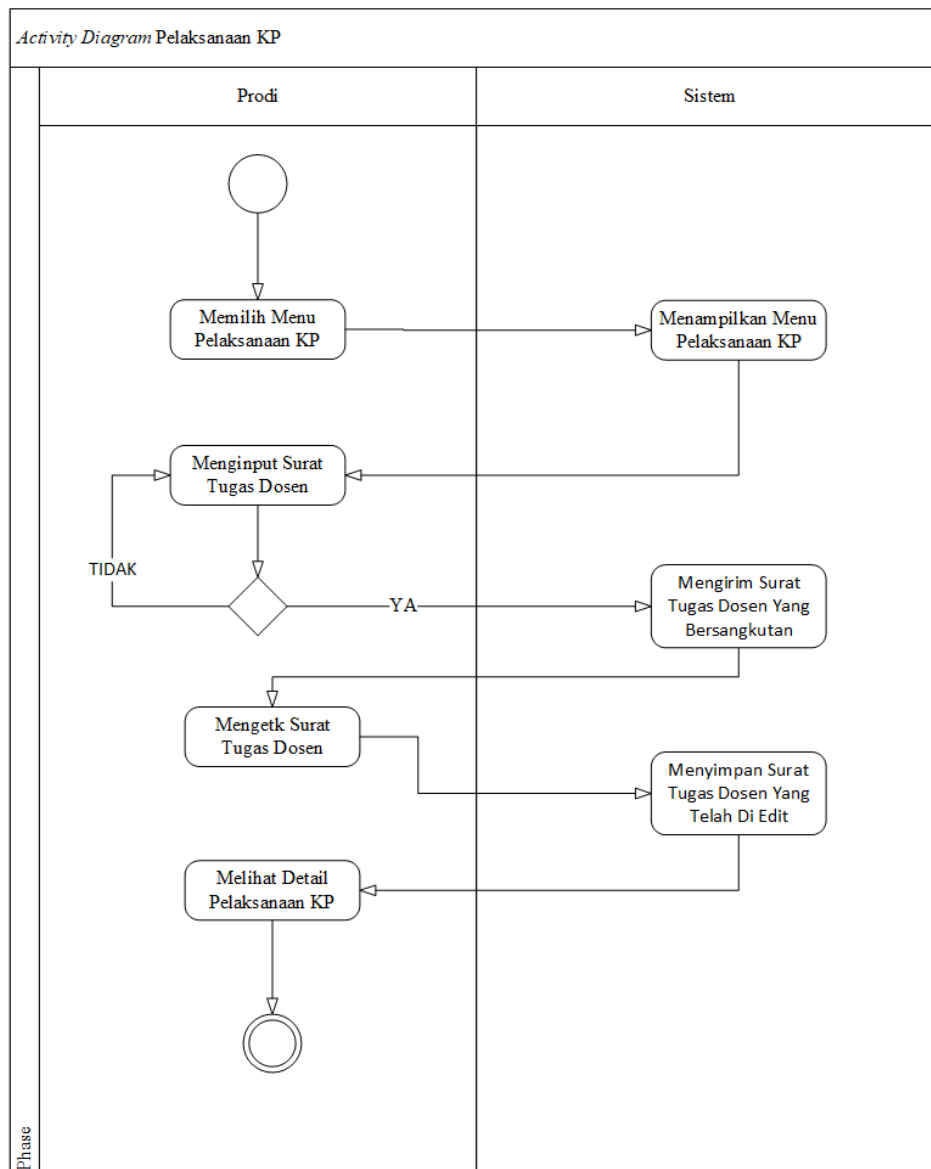 Activity Diagram Pelaksanaan KP
Prodi
Sistem
Memilih Menu
Pelaksanaan KP
Menampilkan Menu
Pelaksanaan KP
Menginput Surat
Tugas Dosen
TIDAK
YA
Mengirim Surat
Tugas Dosen Yang
Bersangkutan
Mengetk Surat
Tugas Dosen
Menyimpan Surat
Tugas Dosen Yang
Telah Di Edit
Melihat Detail
Pelaksanaan KP
Phase